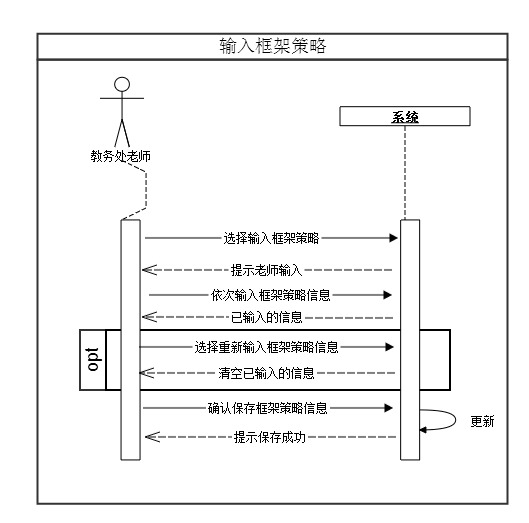 输入框架策略
系统
教务处老师
选择输入框架策略
提示老师输入
依次输入框架策略信息
已输入的信息
opt
选择重新输入框架策略信息
清空已输入的信息
确认保存框架策略信息
更新
提示保存成功